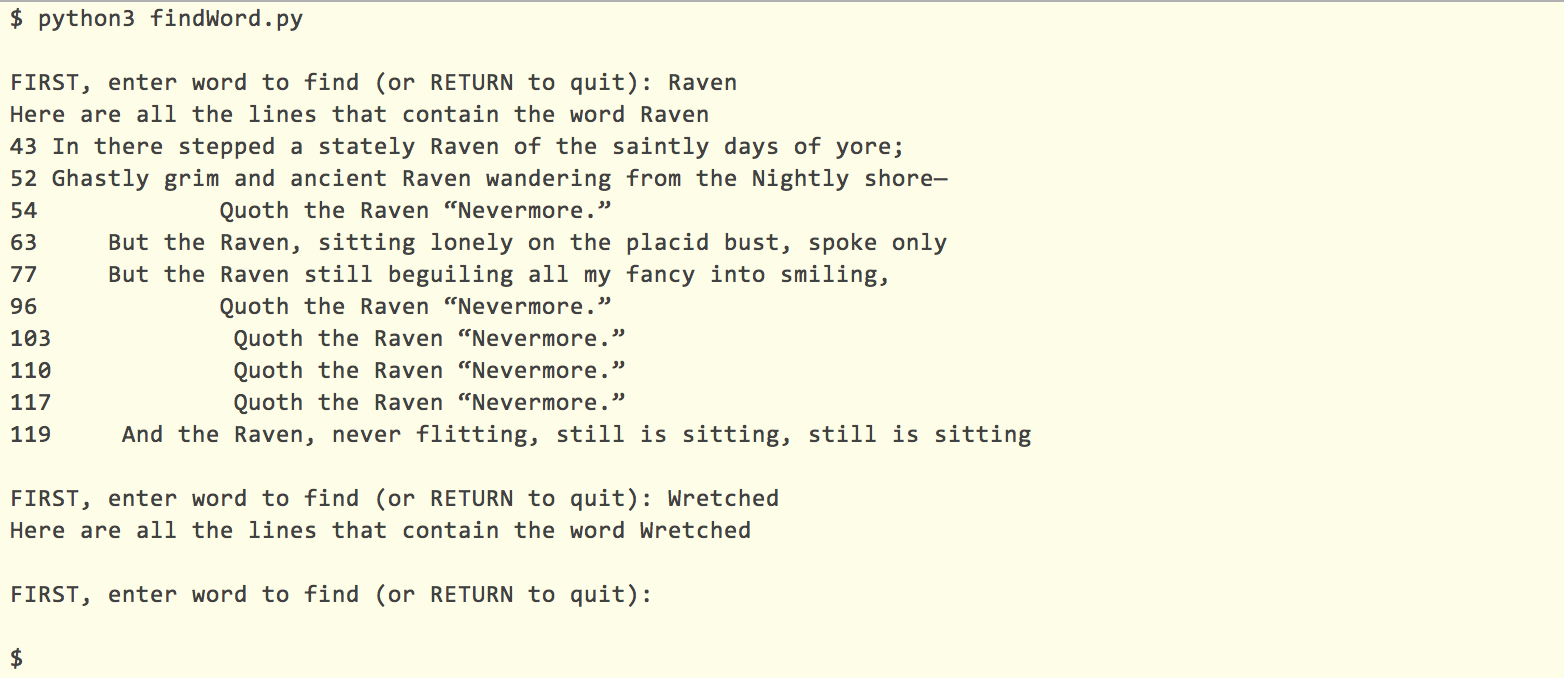 $ python3 findWord.py

FIRST, enter word to find (or RETURN to quit): Raven
Here are all the lines that contain the word Raven
43 In there stepped a stately Raven of the saintly days of yore;
52 Ghastly grim and ancient Raven wandering from the Nightly shore—
54             Quoth the Raven “Nevermore.”
63     But the Raven, sitting lonely on the placid bust, spoke only
77     But the Raven still beguiling all my fancy into smiling,
96             Quoth the Raven “Nevermore.”
103             Quoth the Raven “Nevermore.”
110             Quoth the Raven “Nevermore.”
117             Quoth the Raven “Nevermore.”
119     And the Raven, never flitting, still is sitting, still is sitting

FIRST, enter word to find (or RETURN to quit): Wretched
Here are all the lines that contain the word Wretched

FIRST, enter word to find (or RETURN to quit):

$